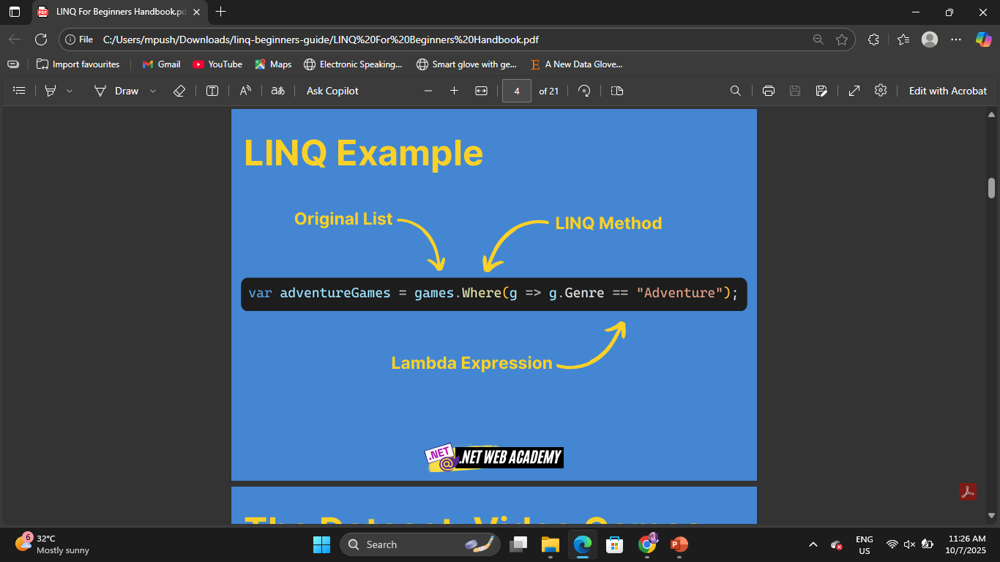 LINQ For Beginners Handbook.pd
File C:/Users/mpush/Downloads/linq-beginners-guide/LINQ%20For%20Beginners%20Handbook.pdf
Import favourites Gmail YouTube Maps Electronic Speaking... Smart glove with ge... A New Data Glove...
Draw Ask Copilot 4 of 21 Edit with Acrobat
LINQ Example
Original List
LINQ Method
var adventureGames = games.Where(g => g.Genre == "Adventure");
Lambda Expression
.NET
@
.NET WEB ACADEMY
6
32°C
Mostly sunny
Search
ENG
US
11:26 AM
10/7/2025